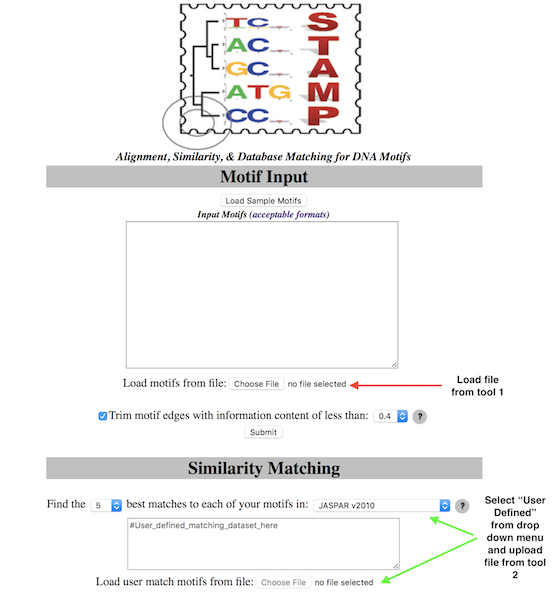 TC
S
AC
T
GC
A
ATG
M
CC
P
Alignment, Similarity, & Database Matching for DNA Motifs
Motif Input
Load Sample Motifs
Input Motifs (acceptable formats)
Load motifs from file: Choose File no file selected
Load file
from tool 1
Trim motif edges with information content of less than: 0.4 ?
Submit
Similarity Matching
Find the 5 best matches to each of your motifs in: JASPAR v2010 ?
#User_defined_matching_dataset_here
Load user match motifs from file: Choose File no file selected
Select “User
Defined”
from drop
down menu
and upload
file from tool
2